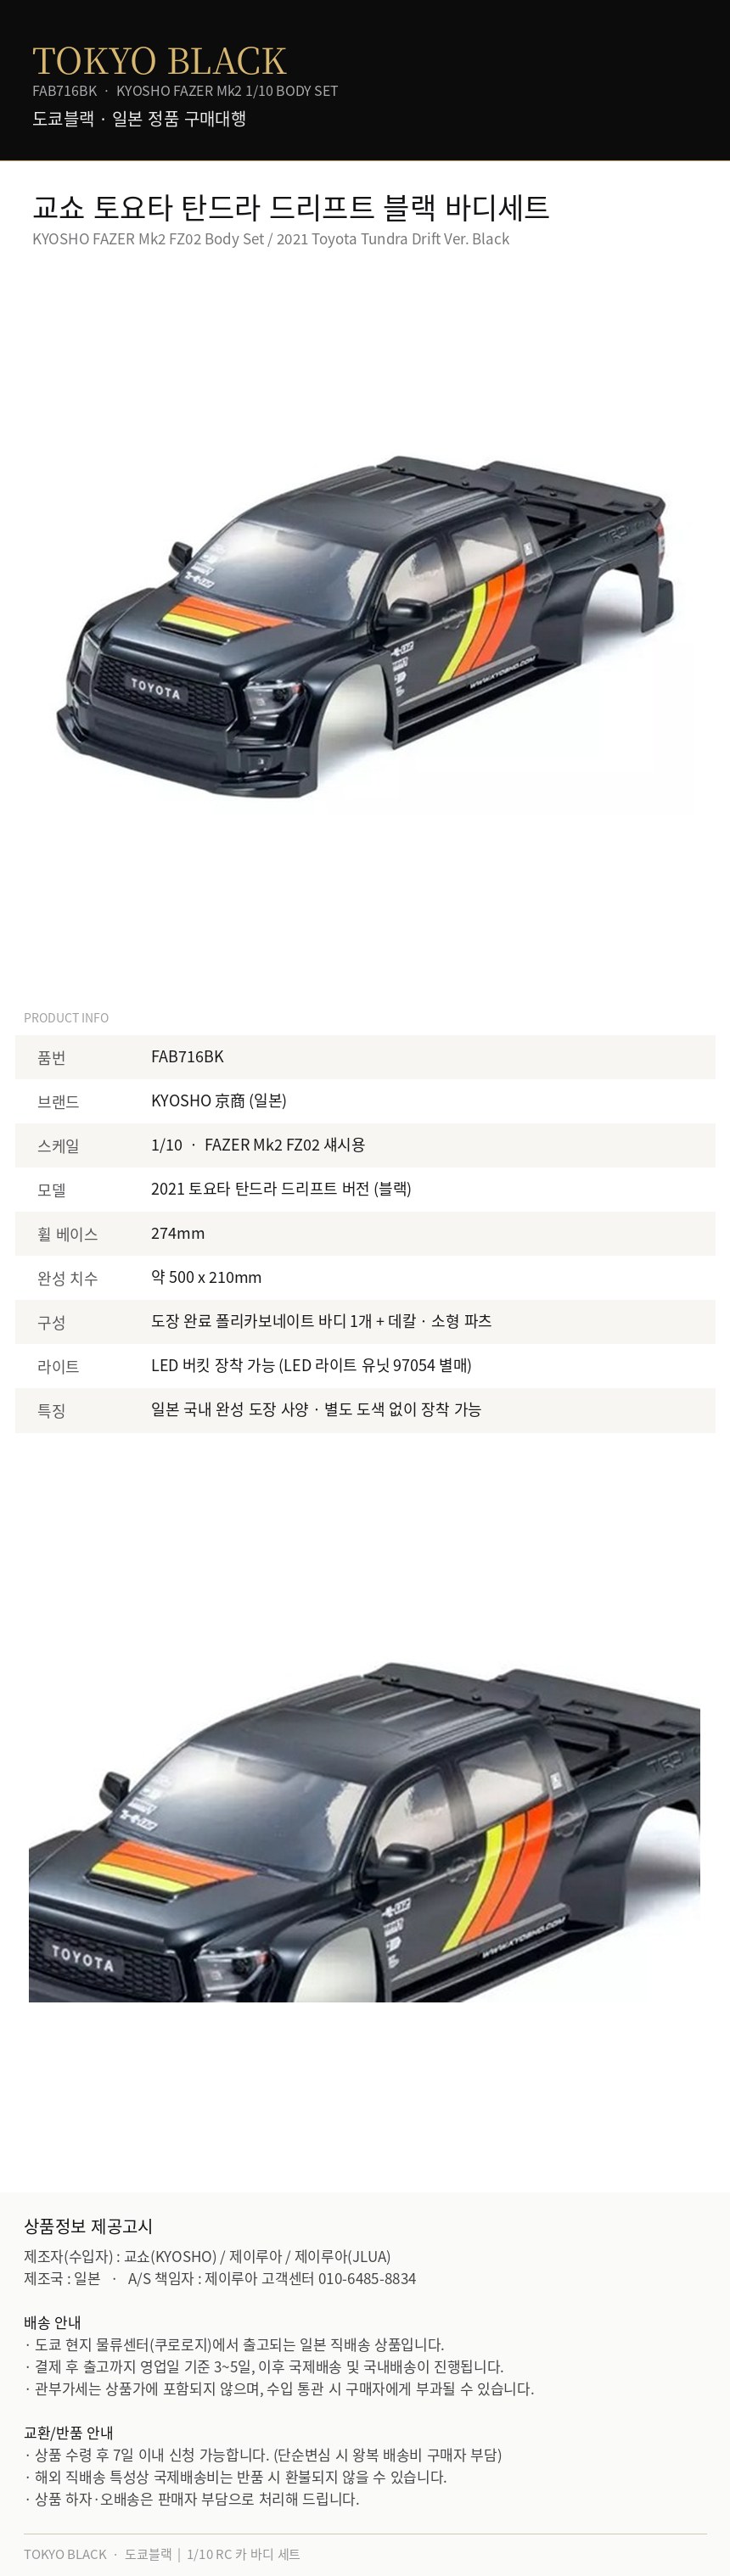 TOKYO BLACK
FAB716BK · KYOSHO FAZER Mk2 1/10 BODY SET
도쿄블랙 · 일본 정품 구매대행
교쇼 토요타 탄드라 드리프트 블랙 바디세트
KYOSHO FAZER Mk2 FZ02 Body Set / 2021 Toyota Tundra Drift Ver. Black
TOYOTA
WWW.KYOSHO.COM
PRODUCT INFO
품번 FAB716BK
브랜드 KYOSHO 京商 (일본)
스케일 1/10 · FAZER Mk2 FZ02 섀시용
모델 2021 토요타 탄드라 드리프트 버전 (블랙)
휠 베이스 274mm
완성 치수 약 500 x 210mm
구성 도장 완료 폴리카보네이트 바디 1개 + 데칼 · 소형 파츠
라이트 LED 버킷 장착 가능 (LED 라이트 유닛 97054 별매)
특징 일본 국내 완성 도장 사양 · 별도 도색 없이 장착 가능
TOYOTA
WWW.KYOSHO.COM
상품정보 제공고시
제조자(수입자) : 교쇼(KYOSHO) / 제이루아 / 제이루아(JLUA)
제조국 : 일본 · A/S 책임자 : 제이루아 고객센터 010-6485-8834
배송 안내
· 도쿄 현지 물류센터(쿠로로지)에서 출고되는 일본 직배송 상품입니다.
· 결제 후 출고까지 영업일 기준 3~5일, 이후 국제배송 및 국내배송이 진행됩니다.
· 관부가세는 상품가에 포함되지 않으며, 수입 통관 시 구매자에게 부과될 수 있습니다.
교환/반품 안내
· 상품 수령 후 7일 이내 신청 가능합니다. (단순변심 시 왕복 배송비 구매자 부담)
· 해외 직배송 특성상 국제배송비는 반품 시 환불되지 않을 수 있습니다.
· 상품 하자·오배송은 판매자 부담으로 처리해 드립니다.
TOKYO BLACK · 도쿄블랙 | 1/10 RC 카 바디 세트